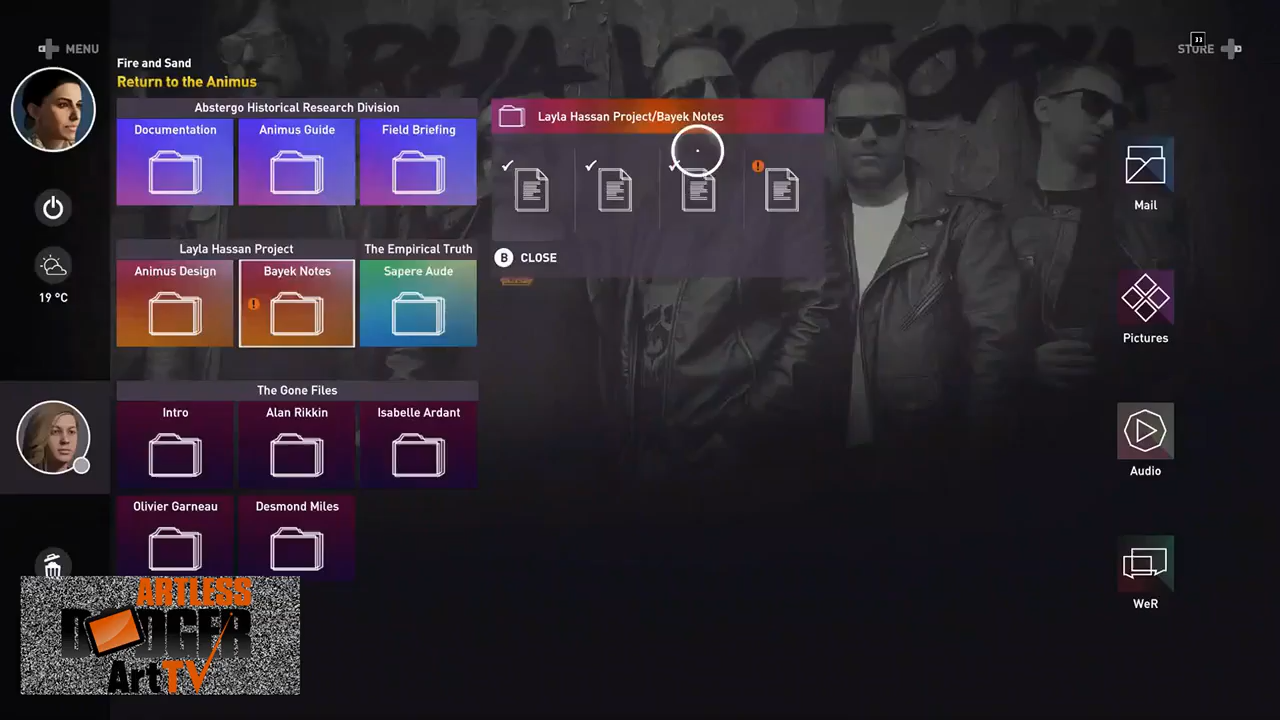 MENU
STORE
Fire and Sand
Return to the Animus
Abstergo Historical Research Division
Documentation
Animus Guide
Field Briefing
Layla Hassan Project
The Empirical Truth
Animus Design
Bayek Notes
Sapere Aude
The Gone Files
Intro
Alan Rikkin
Isabelle Ardant
Olivier Garneau
Desmond Miles
Layla Hassan Project/Bayek Notes
B CLOSE
19 °C
Mail
Pictures
Audio
WeR
ARTLESS
DODGER
ArtTV